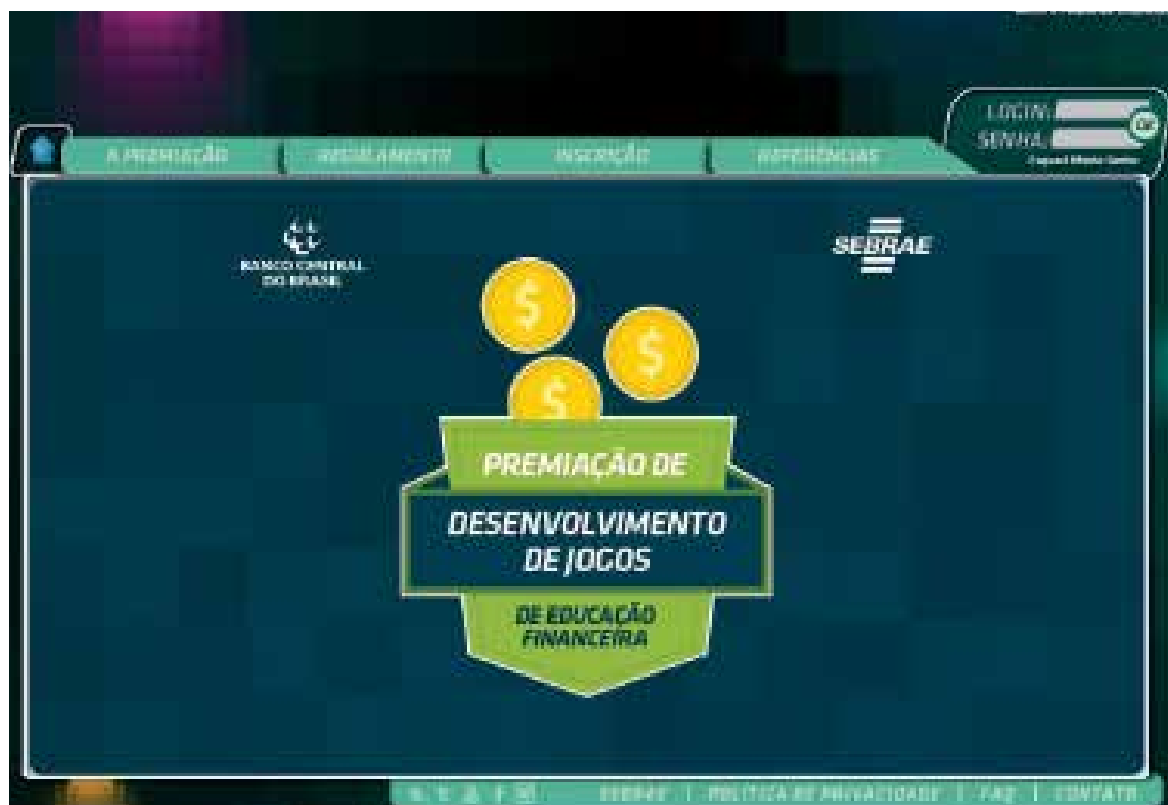 LOGIN:
SENHA:
A PREMIAÇÃO
REGULAMENTO
INSCRIÇÃO
REFERÊNCIAS
BANCO CENTRAL
DO BRASIL
SEBRAE
$
$
$
PREMIAÇÃO DE
DESENVOLVIMENTO
DE JOGOS
DE EDUCAÇÃO
FINANCEIRA
SEBRAE | POLÍTICA DE PRIVACIDADE | FAQ | CONTATO